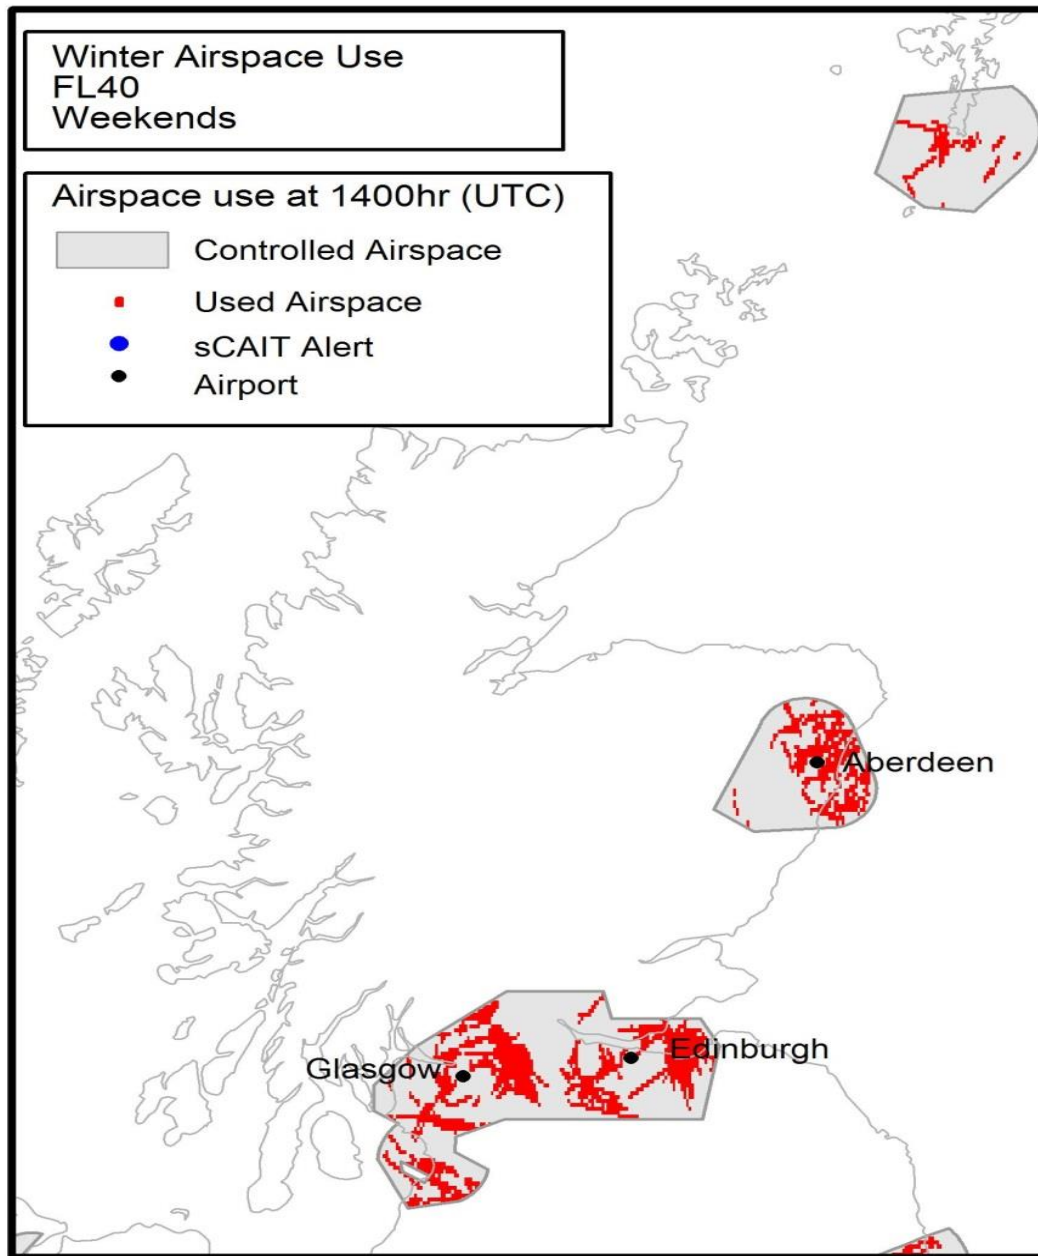 Winter Airspace Use
FL40
Weekends
Airspace use at 1400hr (UTC)
Controlled Airspace
Used Airspace
sCAIT Alert
Airport
Aberdeen
Edinburgh
Glasgow